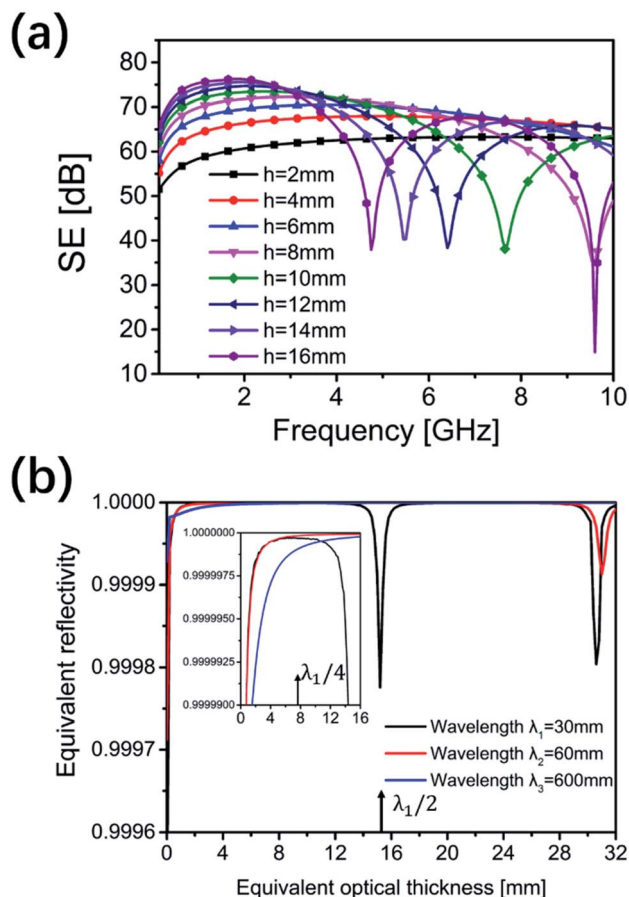 (a)
SE [dB]
80
70
60
50
40
30
20
10
h=2mm
h=4mm
h=6mm
h=8mm
h=10mm
h=12mm
h=14mm
h=16mm
2
4
6
8
10
Frequency [GHz]
(b)
Equivalent reflectivity
1.0000
0.9999
0.9998
0.9997
0.9996
1.0000000
0.9999975
0.9999950
0.9999925
0.9999900
λ₁/4
0
4
8
12
16
Wavelength λ₁=30mm
Wavelength λ₂=60mm
Wavelength λ₃=600mm
λ₁/2
0
4
8
12
16
20
24
28
32
Equivalent optical thickness [mm]